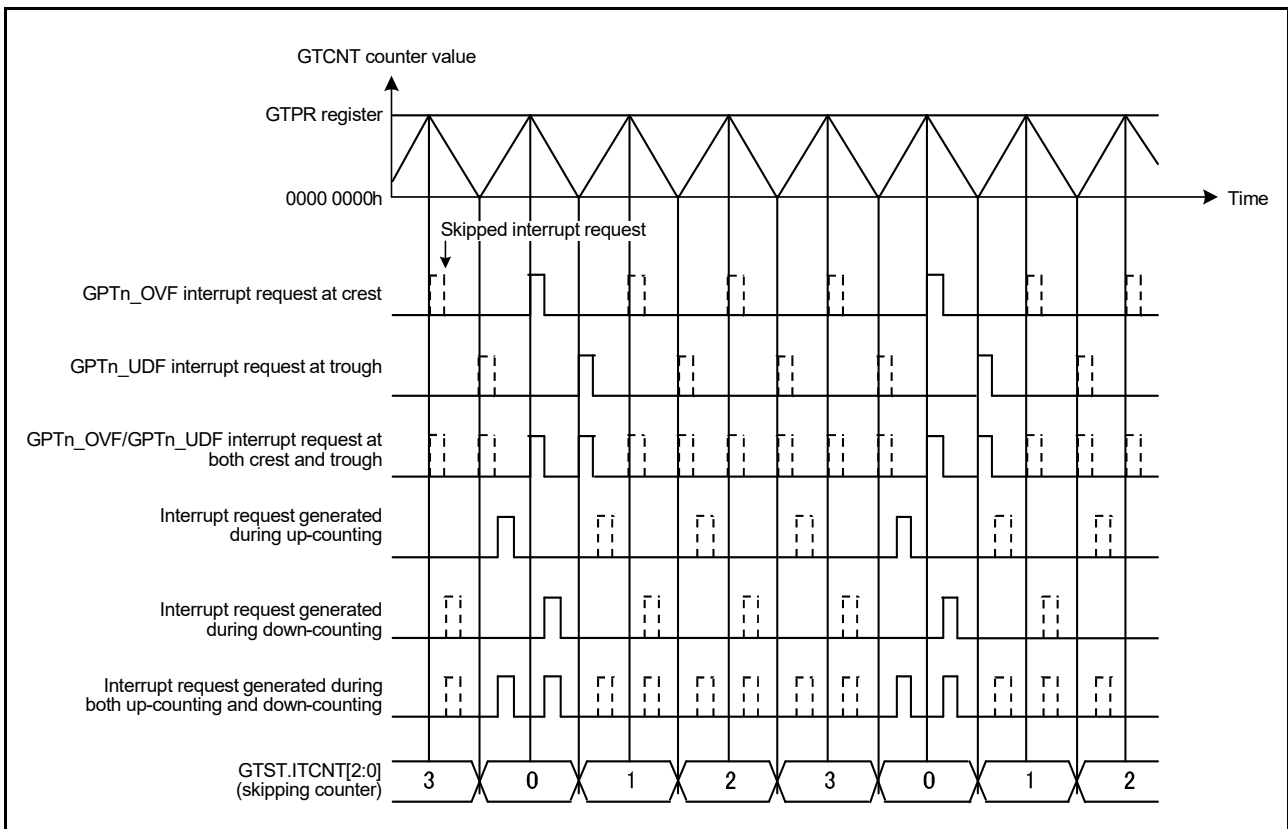 GTCNT counter value
GTPR register
0000 0000h
Time
Skipped interrupt request
GPTn_OVF interrupt request at crest
GPTn_UDF interrupt request at trough
GPTn_OVF/GPTn_UDF interrupt request at
both crest and trough
Interrupt request generated
during up-counting
Interrupt request generated
during down-counting
Interrupt request generated during
both up-counting and down-counting
GTST.ITCNT[2:0]
(skipping counter)
3 0 1 2 3 0 1 2